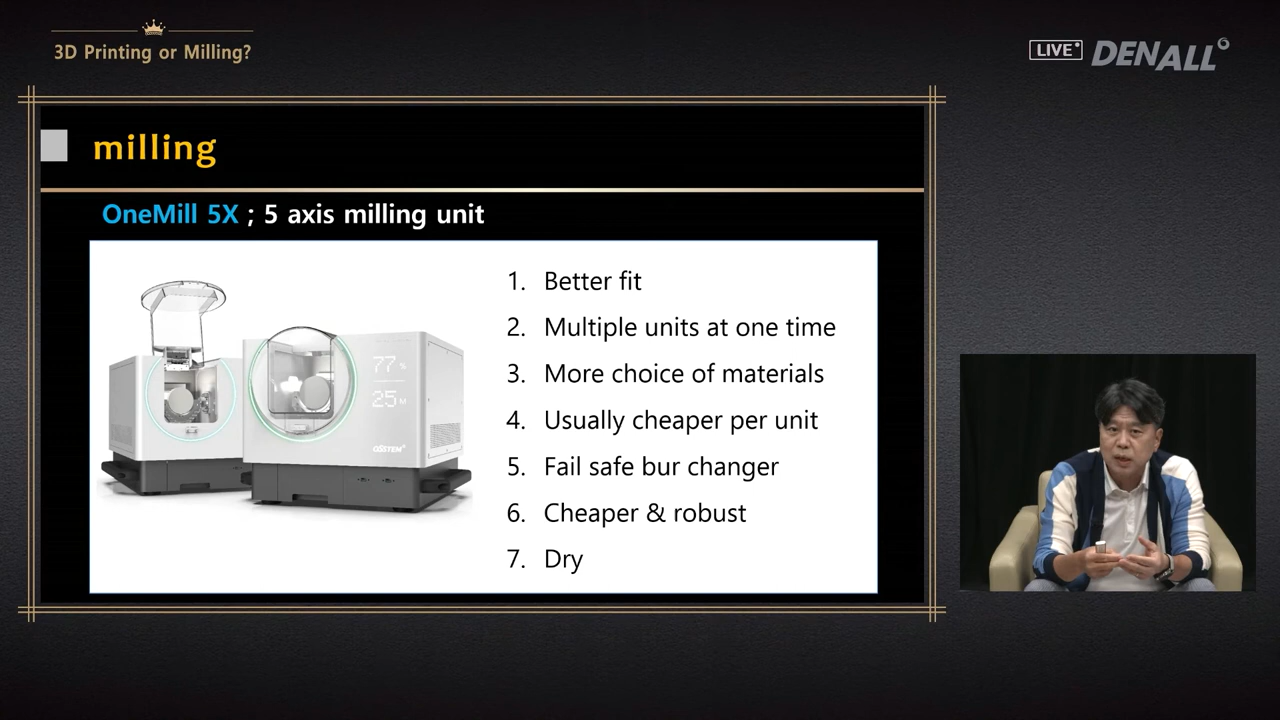 3D Printing or Milling?
LIVE
DENALL
milling
OneMill 5X ; 5 axis milling unit
1. Better fit
2. Multiple units at one time
3. More choice of materials
4. Usually cheaper per unit
5. Fail safe bur changer
6. Cheaper & robust
7. Dry
77 %
25 M
OSSTEM